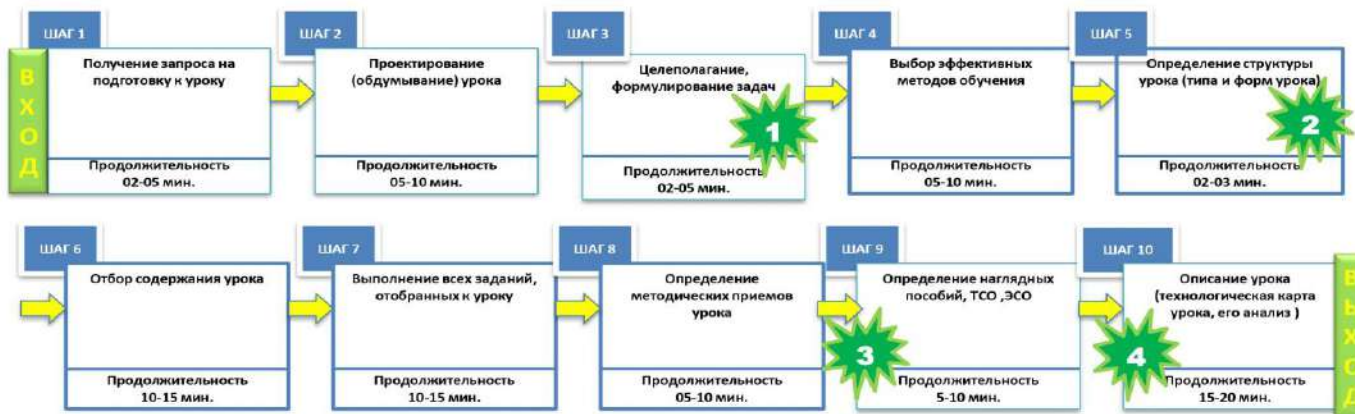 ШАГ 1
ВХОД
Получение запроса на
подготовку к уроку
Продолжительность
02-05 мин.
ШАГ 2
Проектирование
(обдумывание) урока
Продолжительность
05-10 мин.
ШАГ 3
Целеполагание,
формулирование задач
1
Продолжительность
02-05 мин.
ШАГ 4
Выбор эффективных
методов обучения
Продолжительность
05-10 мин.
ШАГ 5
Определение структуры
урока (типа и форм урока)
2
Продолжительность
02-03 мин.
ШАГ 6
Отбор содержания урока
Продолжительность
10-15 мин.
ШАГ 7
Выполнение всех заданий,
отобранных к уроку
Продолжительность
10-15 мин.
ШАГ 8
Определение
методических приемов
урока
Продолжительность
05-10 мин.
ШАГ 9
Определение наглядных
пособий, ТСО ,ЭСО
3
Продолжительность
5-10 мин.
ШАГ 10
Описание урока
(технологическая карта
урока, его анализ )
4
Продолжительность
15-20 мин.
ВЫХОД